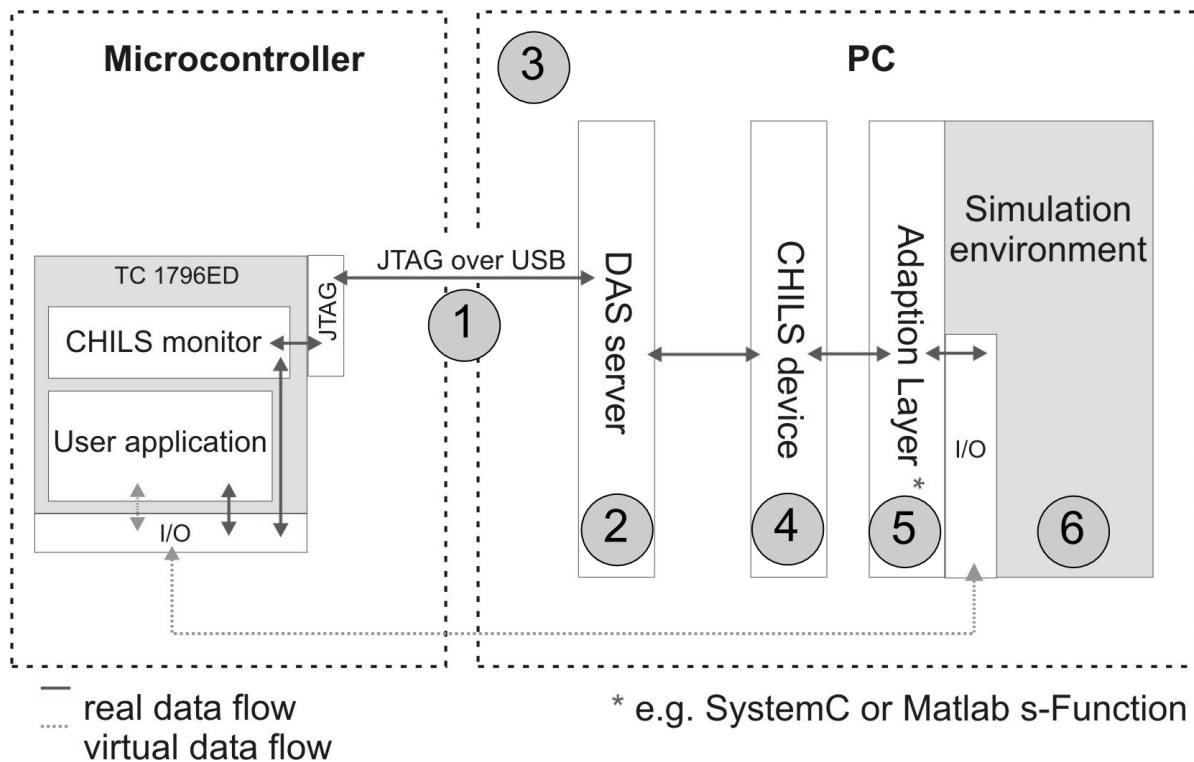 Microcontroller
3
PC
TC 1796ED
CHILS monitor
User application
I/O
JTAG
JTAG over USB
1
DAS server
2
CHILS device
4
Adaption Layer *
5
I/O
Simulation
environment
6
real data flow
virtual data flow
* e.g. SystemC or Matlab s-Function